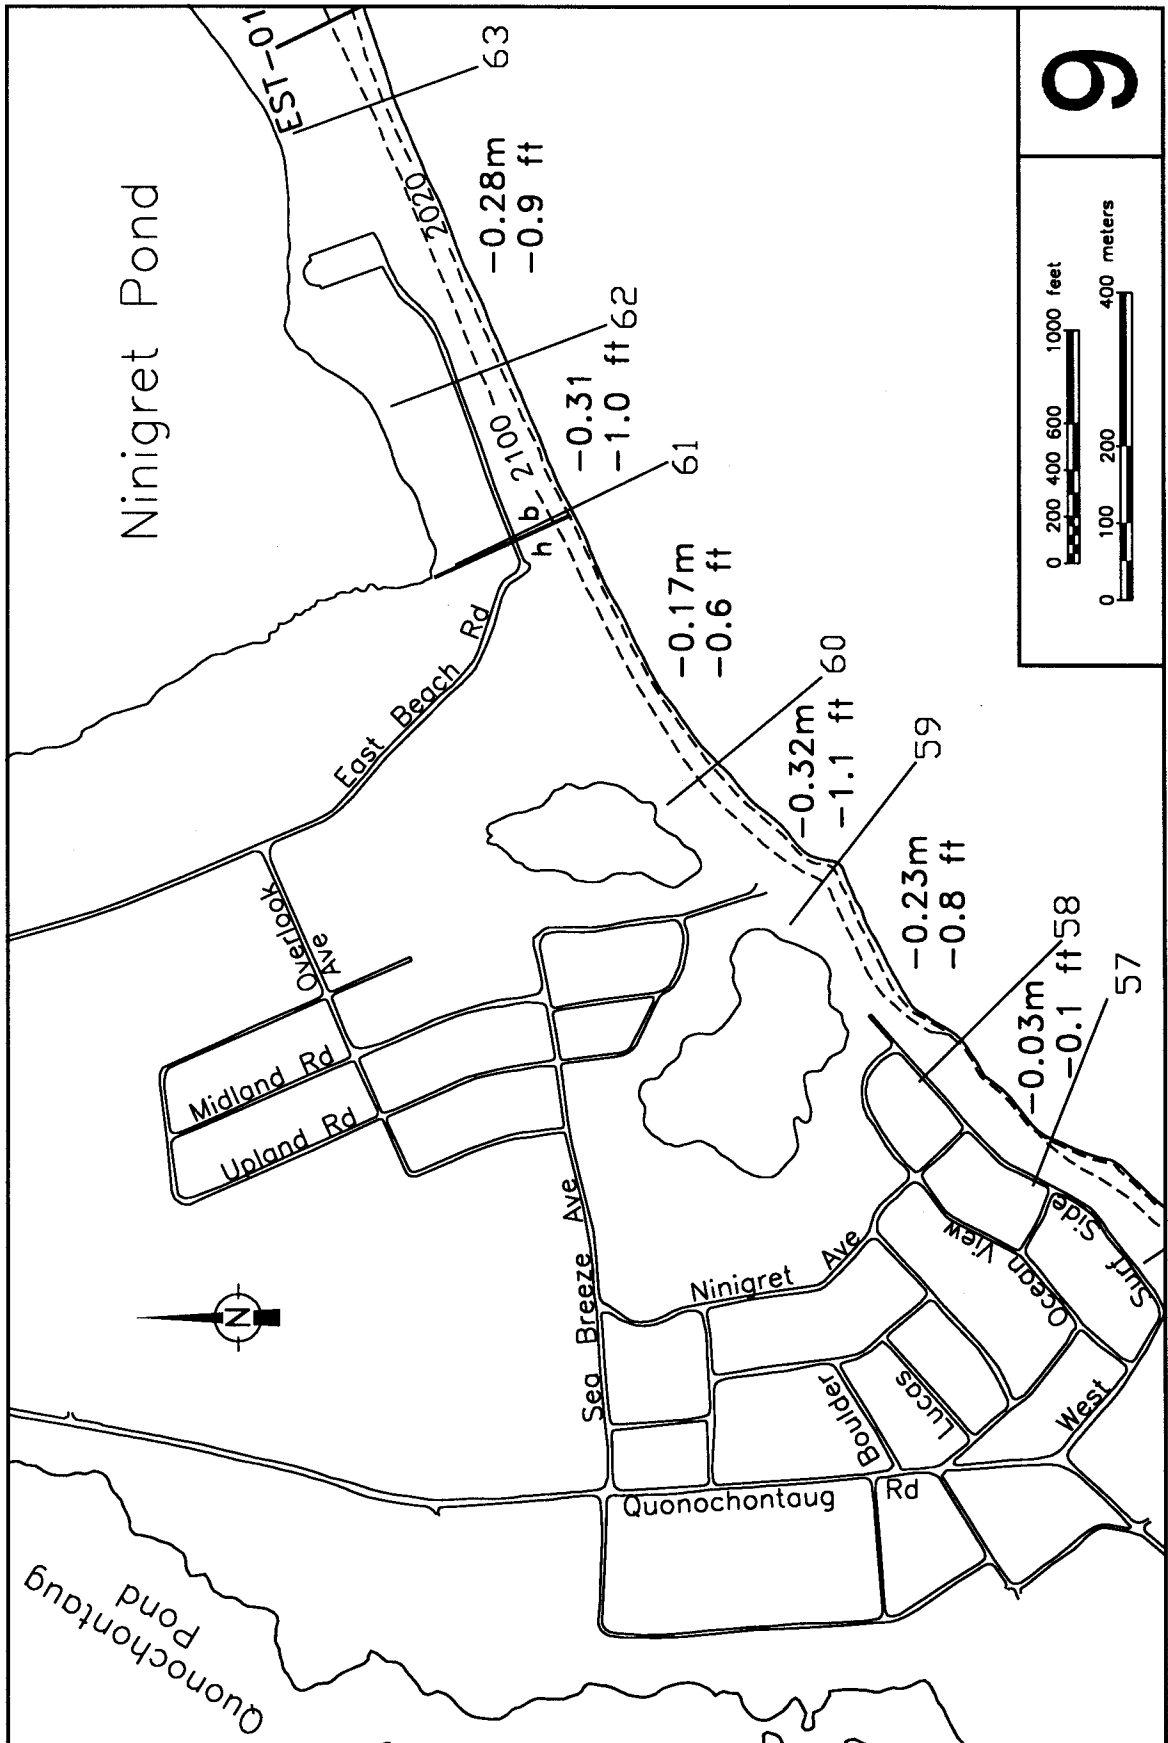 9
0 200 400 600 1000 feet
0 100 200 400 meters
Ninigret Pond
EST-01
63
2020
-0.28m
-0.9 ft
62
2100
-0.31
-1.0 ft
61
b
h
-0.17m
-0.6 ft
60
-0.32m
-1.1 ft
59
-0.23m
-0.8 ft
58
-0.03m
-0.1 ft
57
East Beach Rd
Overlook
Ave
Midland Rd
Upland Rd
N
Sea Breeze Ave
Ninigret Ave
Ocean View
Surf Side
Boulder
Lucas
West
Quonochontaug Rd
Quonochontaug
Pond